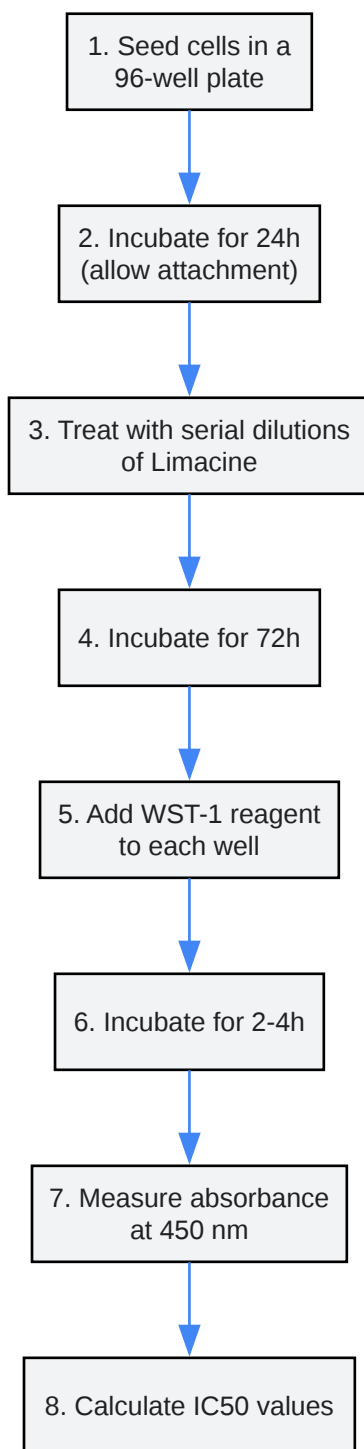 1. Seed cells in a
96-well plate
2. Incubate for 24h
(allow attachment)
3. Treat with serial dilutions
of Limacine
4. Incubate for 72h
5. Add WST-1 reagent
to each well
6. Incubate for 2-4h
7. Measure absorbance
at 450 nm
8. Calculate IC50 values